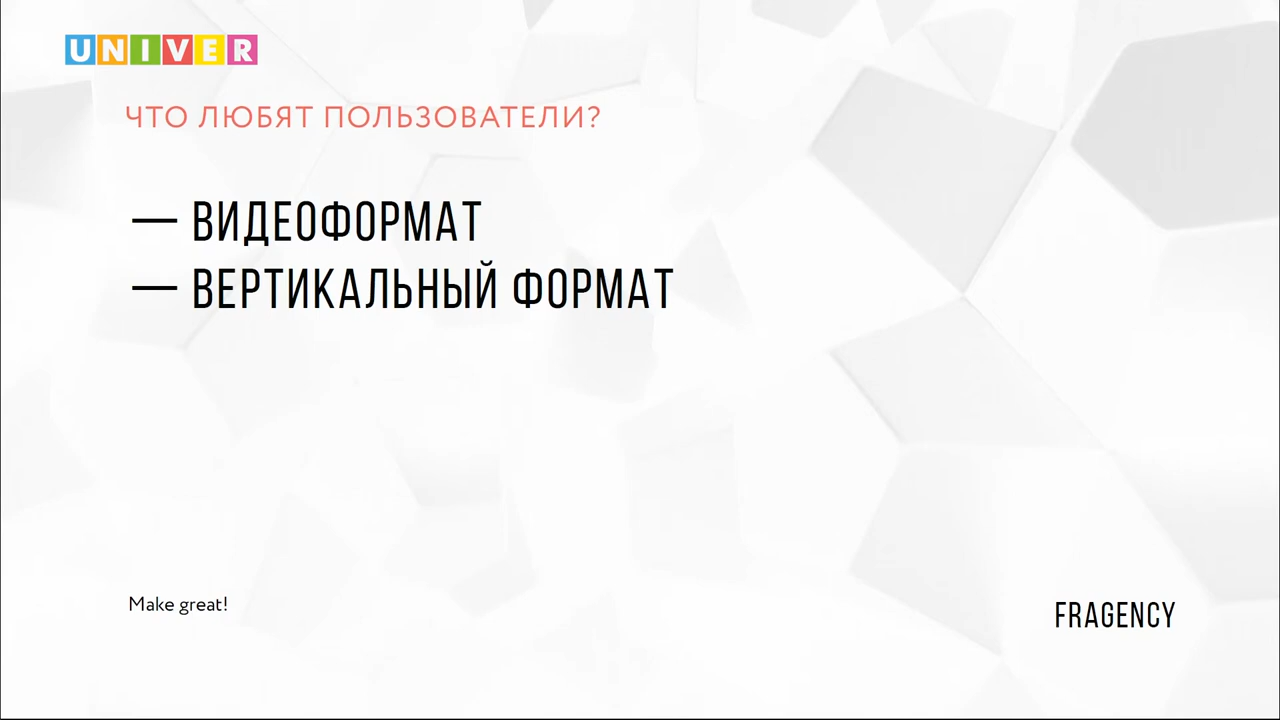 UNIVER
ЧТО ЛЮБЯТ ПОЛЬЗОВАТЕЛИ?
— ВИДЕОФОРМАТ
— ВЕРТИКАЛЬНЫЙ ФОРМАТ
Make great!
FRAGENCY